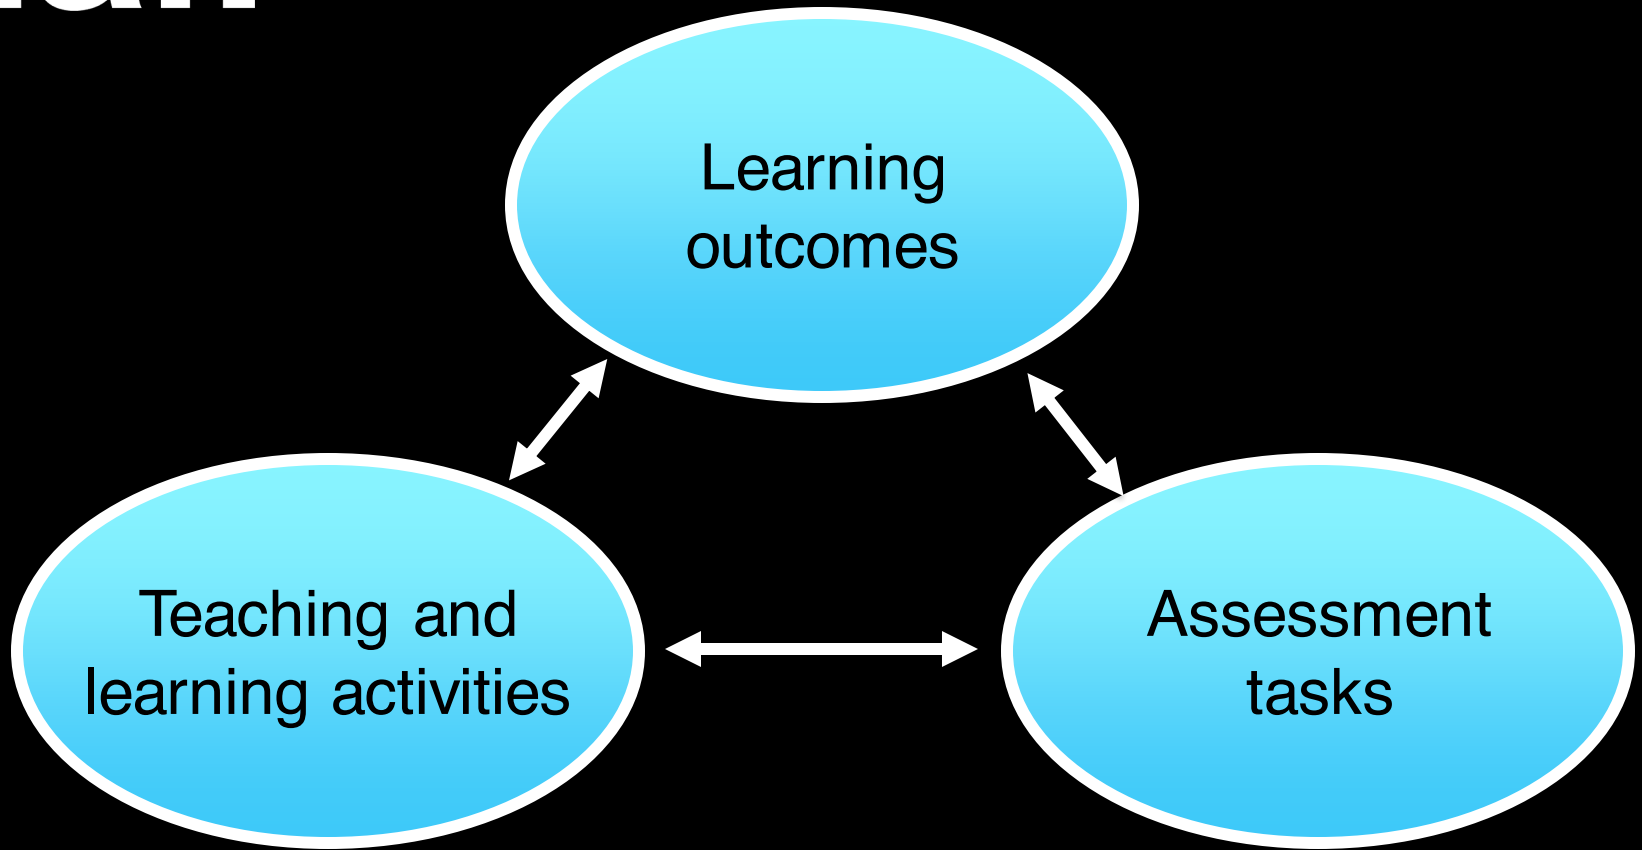 Learning
outcomes
Teaching and
learning activities
Assessment
tasks